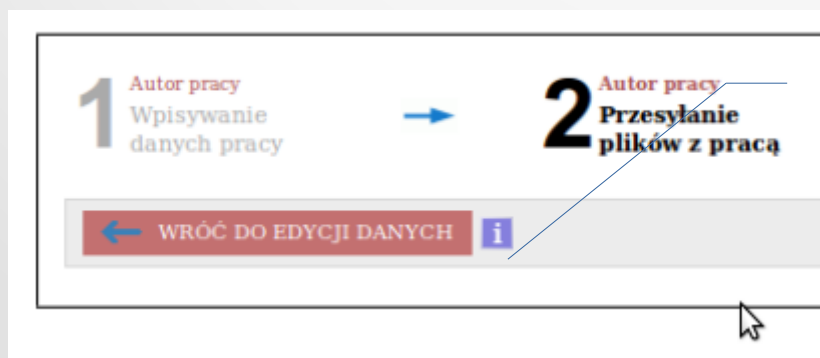 1 Autor pracy
Wpisywanie
danych pracy
2 Autor pracy
Przesyłanie
plików z pracą
WRÓĆ DO EDYCJI DANYCH i